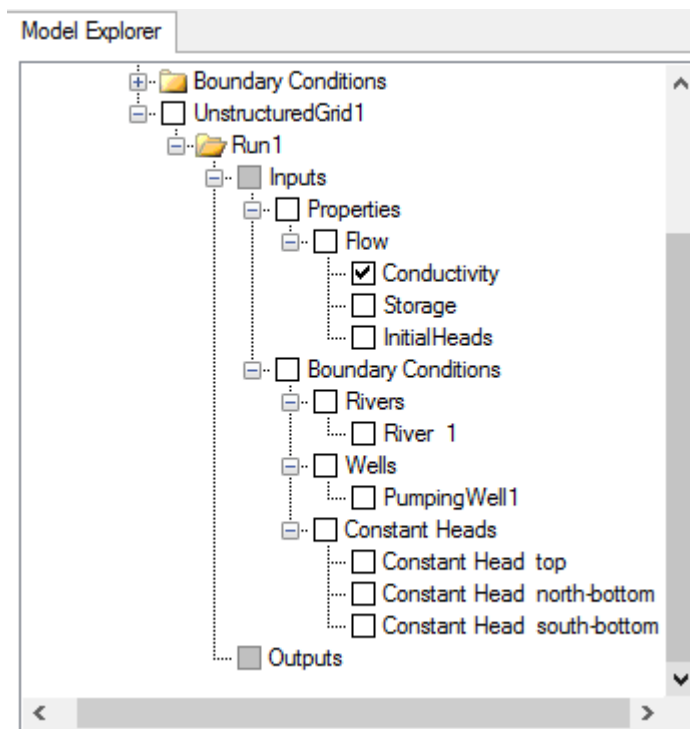 Model Explorer
Boundary Conditions
UnstructuredGrid1
Run1
Inputs
Properties
Flow
Conductivity
Storage
InitialHeads
Boundary Conditions
Rivers
River 1
Wells
PumpingWell1
Constant Heads
Constant Head top
Constant Head north-bottom
Constant Head south-bottom
Outputs